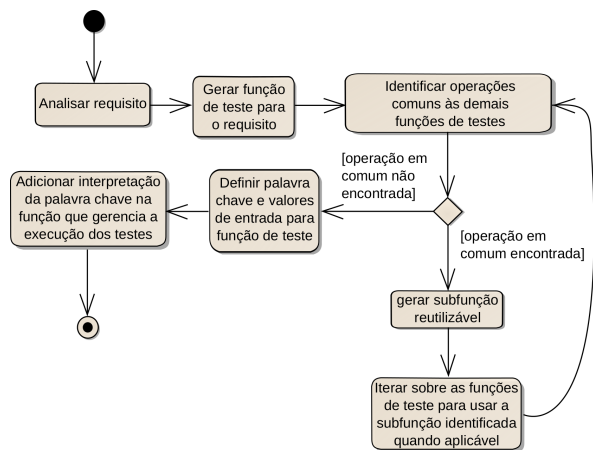 Analisar requisito
Gerar função
de teste para
o requisito
Identificar operações
comuns às demais
funções de testes
[operação em
comum não
encontrada]
[operação em
comum encontrada]
Definir palavra
chave e valores
de entrada para
função de teste
Adicionar interpretação
da palavra chave na
função que gerencia a
execução dos testes
gerar subfunção
reutilizável
Iterar sobre as funções
de teste para usar a
subfunção identificada
quando aplicável